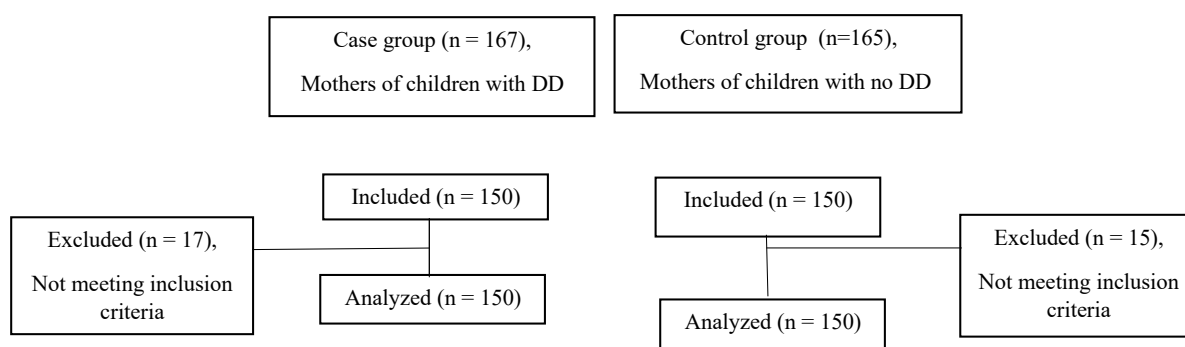 Case group (n = 167),
Mothers of children with DD
Control group (n=165),
Mothers of children with no DD
Included (n = 150)
Excluded (n = 17),
Not meeting inclusion
criteria
Analyzed (n = 150)
Included (n = 150)
Excluded (n = 15),
Not meeting inclusion
criteria
Analyzed (n = 150)